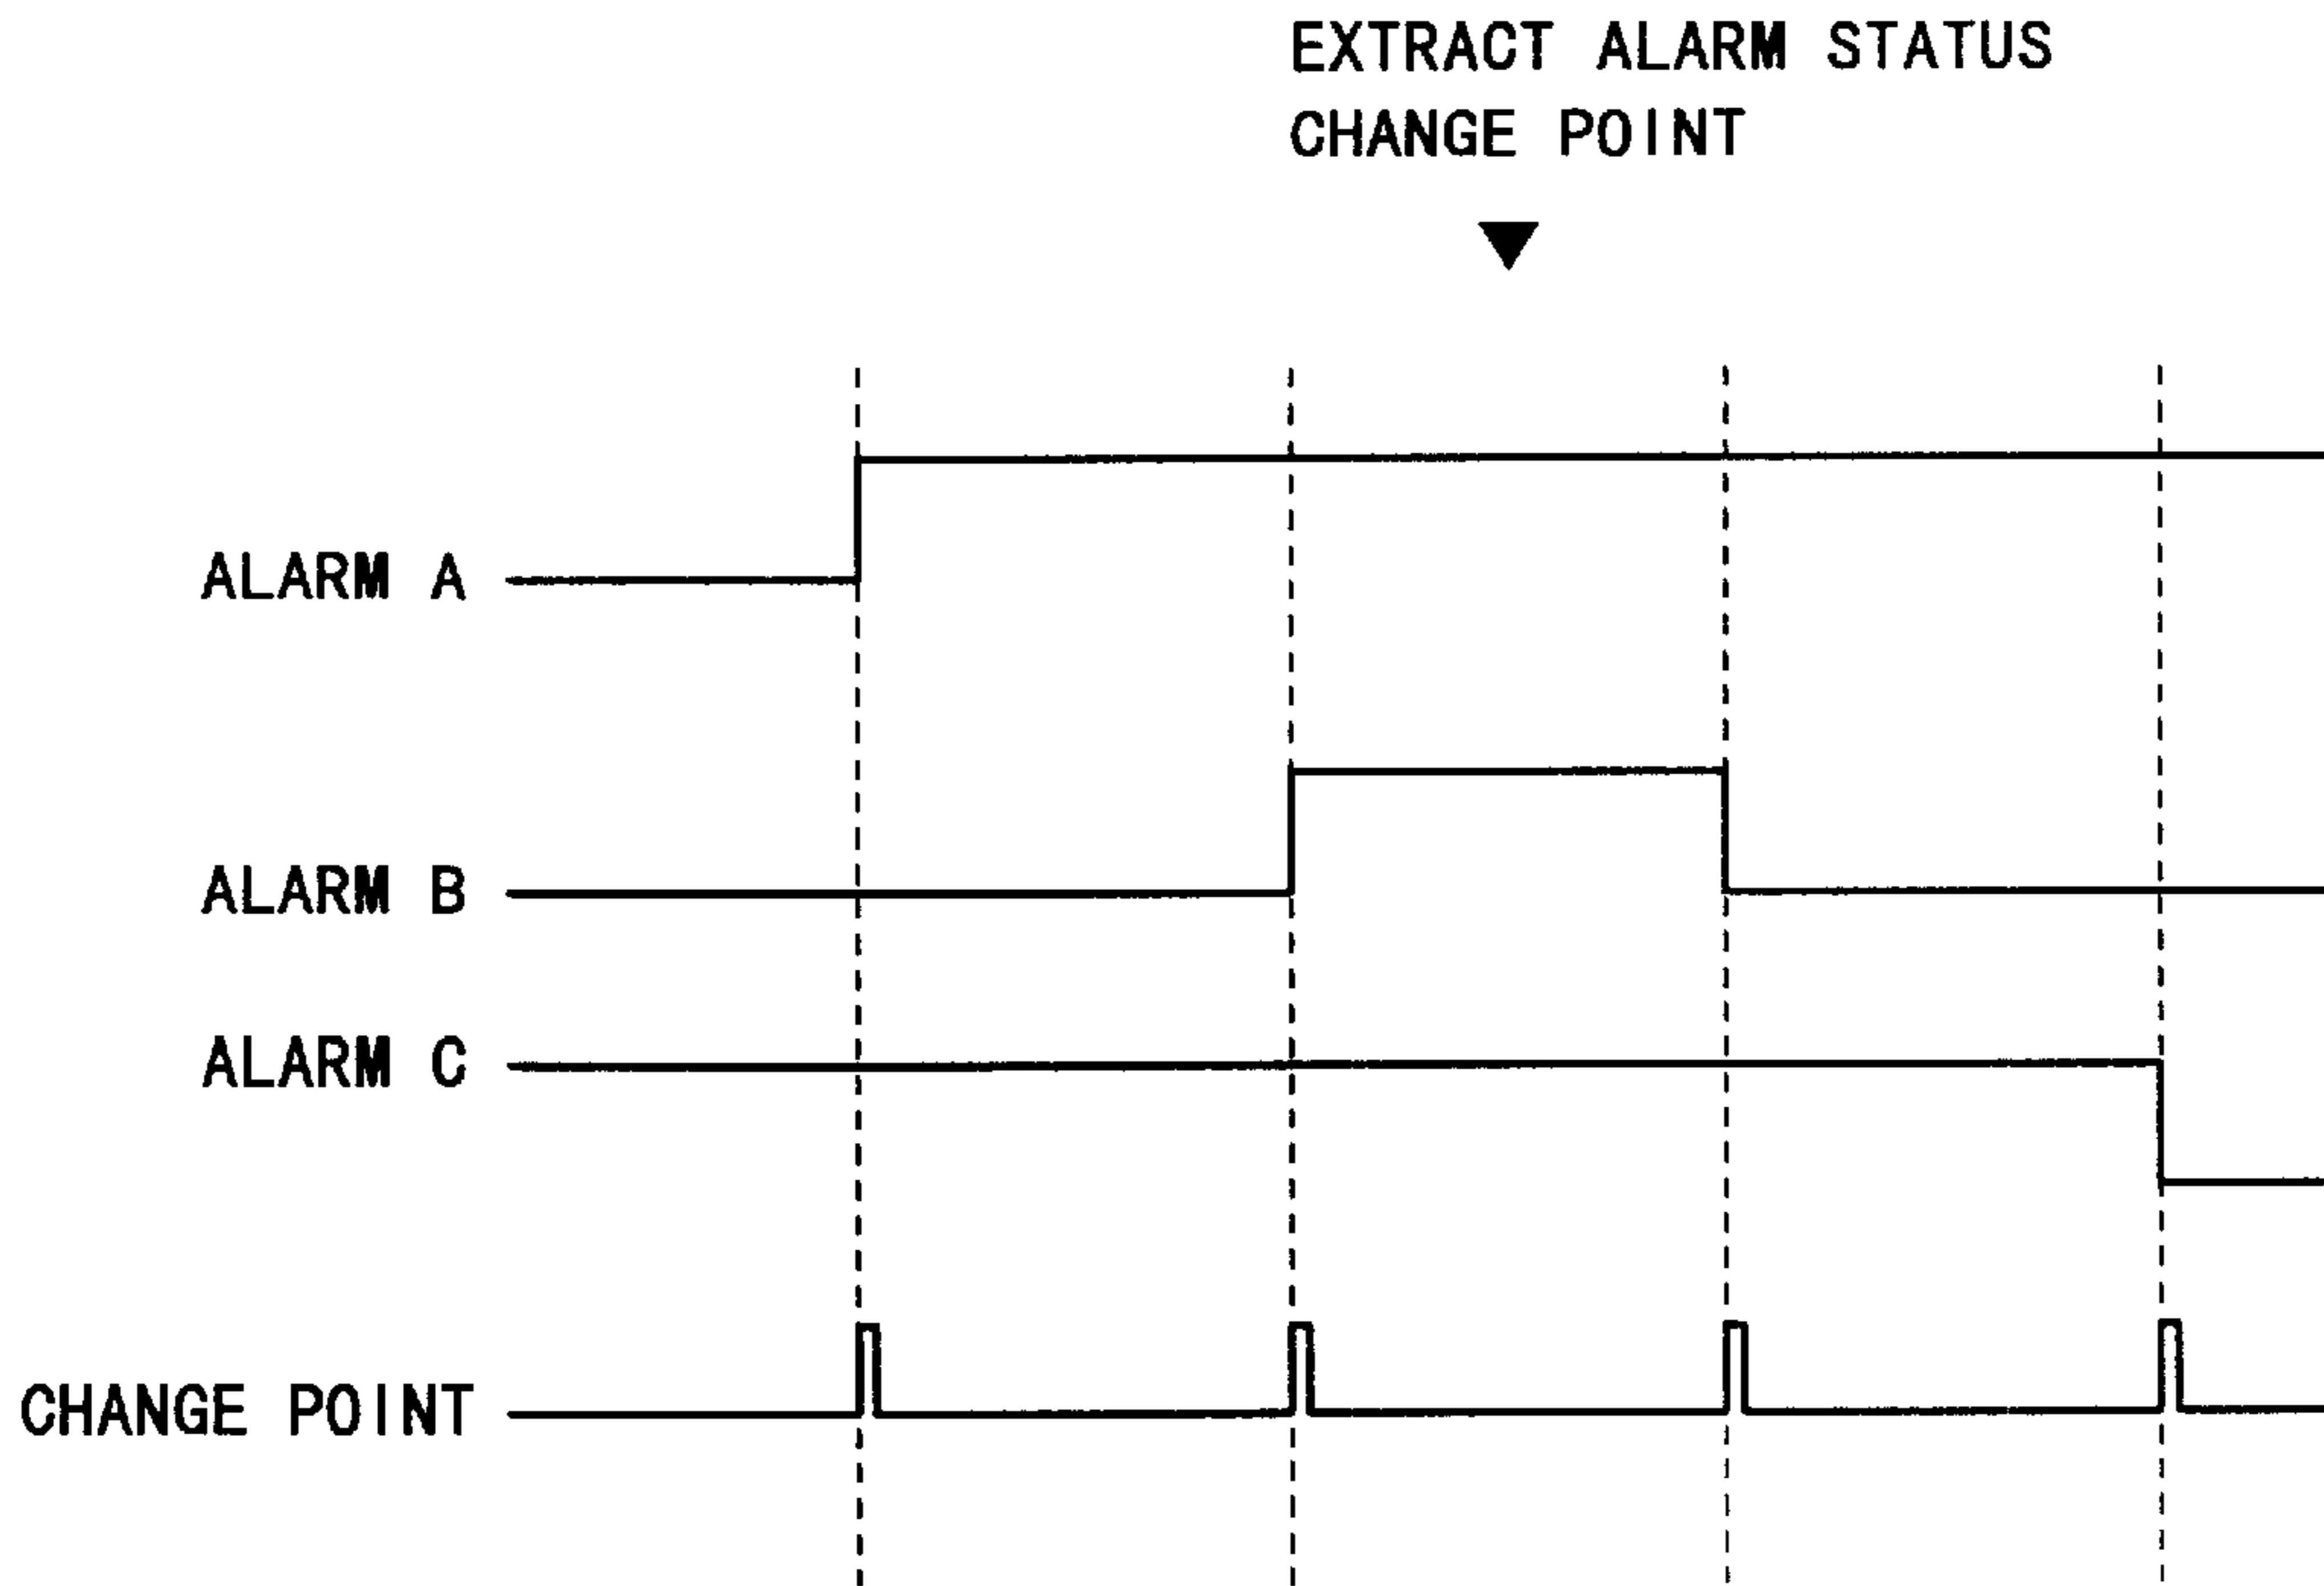 EXTRACT ALARM STATUS
CHANGE POINT
ALARM A
ALARM B
ALARM C
CHANGE POINT